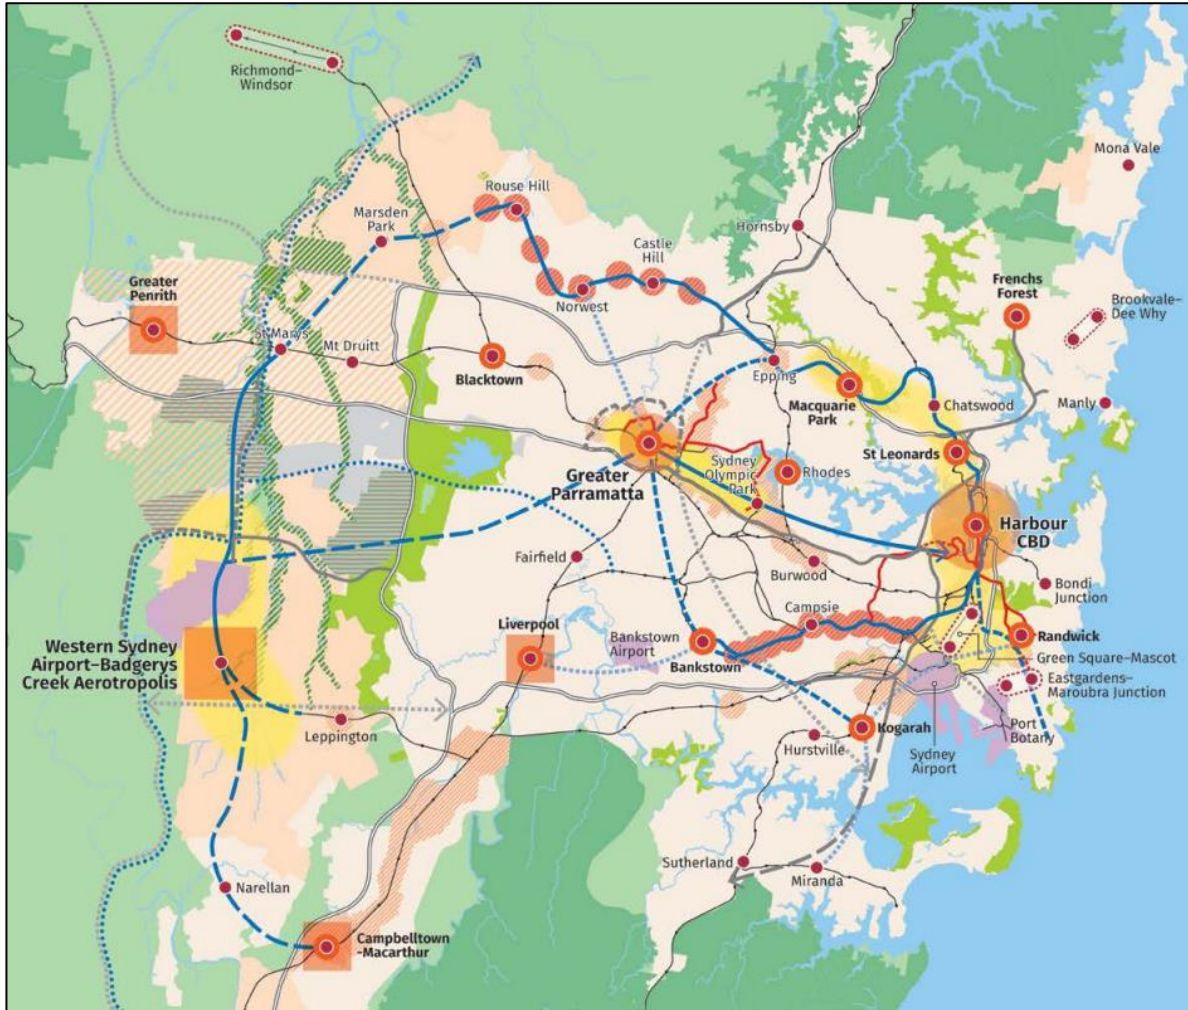 Richmond–
Windsor
Mona Vale
Rouse Hill
Marsden
Park
Hornsby
Castle
Hill
Greater
Penrith
Frenchs
Forest
Brookvale–
Dee Why
Norwest
St Marys
Mt Druitt
Blacktown
Epping
Macquarie
Park
Chatswood
Manly
St Leonards
Greater
Parramatta
Sydney
Olympic
Park
Rhodes
Harbour
CBD
Fairfield
Burwood
Bondi
Junction
Campsie
Liverpool
Bankstown
Airport
Bankstown
Randwick
Western Sydney
Airport–Badgerys
Creek Aerotropolis
Green Square–Mascot
Eastgardens–
Maroubra Junction
Leppington
Kogarah
Hurstville
Port
Botany
Sydney
Airport
Sutherland
Miranda
Narellan
Campbelltown
-Macarthur